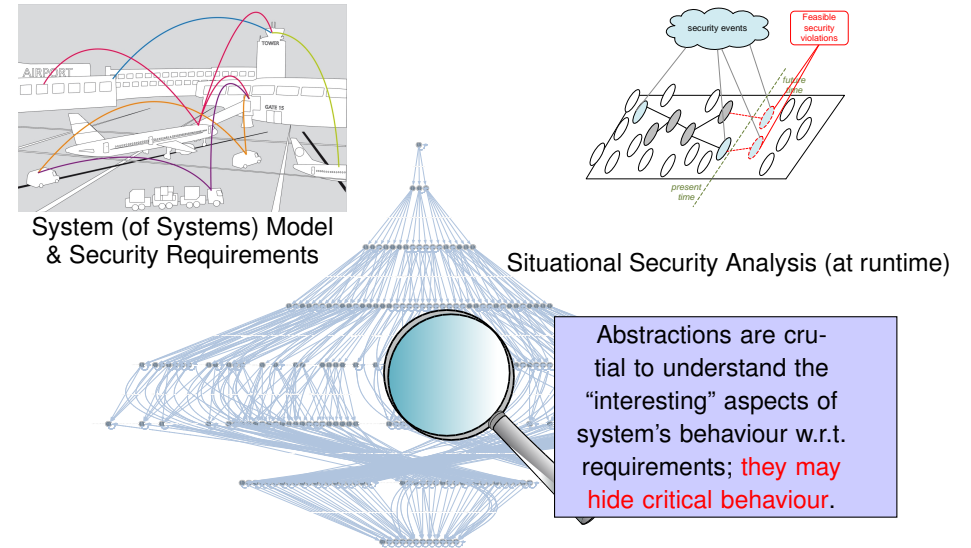 AIRPORT
TOWER
GATE 15
System (of Systems) Model
& Security Requirements
security events
Feasible
security
violations
future
time
present
time
Situational Security Analysis (at runtime)
Abstractions are cru-
tial to understand the
“interesting” aspects of
system’s behaviour w.r.t.
requirements; they may
hide critical behaviour.